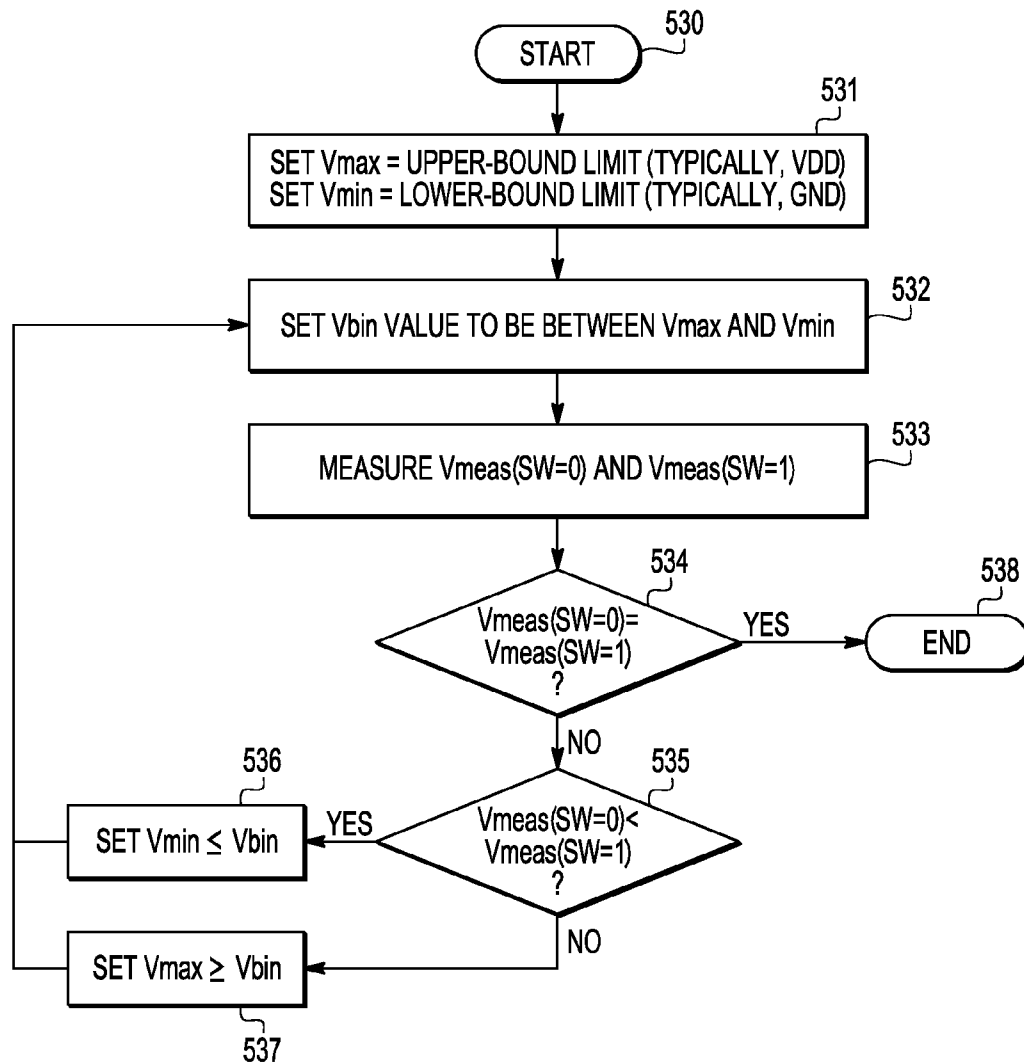 530
START
531
SET Vmax = UPPER-BOUND LIMIT (TYPICALLY, VDD)
SET Vmin = LOWER-BOUND LIMIT (TYPICALLY, GND)
532
SET Vbin VALUE TO BE BETWEEN Vmax AND Vmin
533
MEASURE Vmeas(SW=0) AND Vmeas(SW=1)
534
Vmeas(SW=0)=
Vmeas(SW=1)
?
YES
538
END
NO
535
Vmeas(SW=0)<
Vmeas(SW=1)
?
YES
536
SET Vmin ≤ Vbin
NO
SET Vmax ≥ Vbin
537